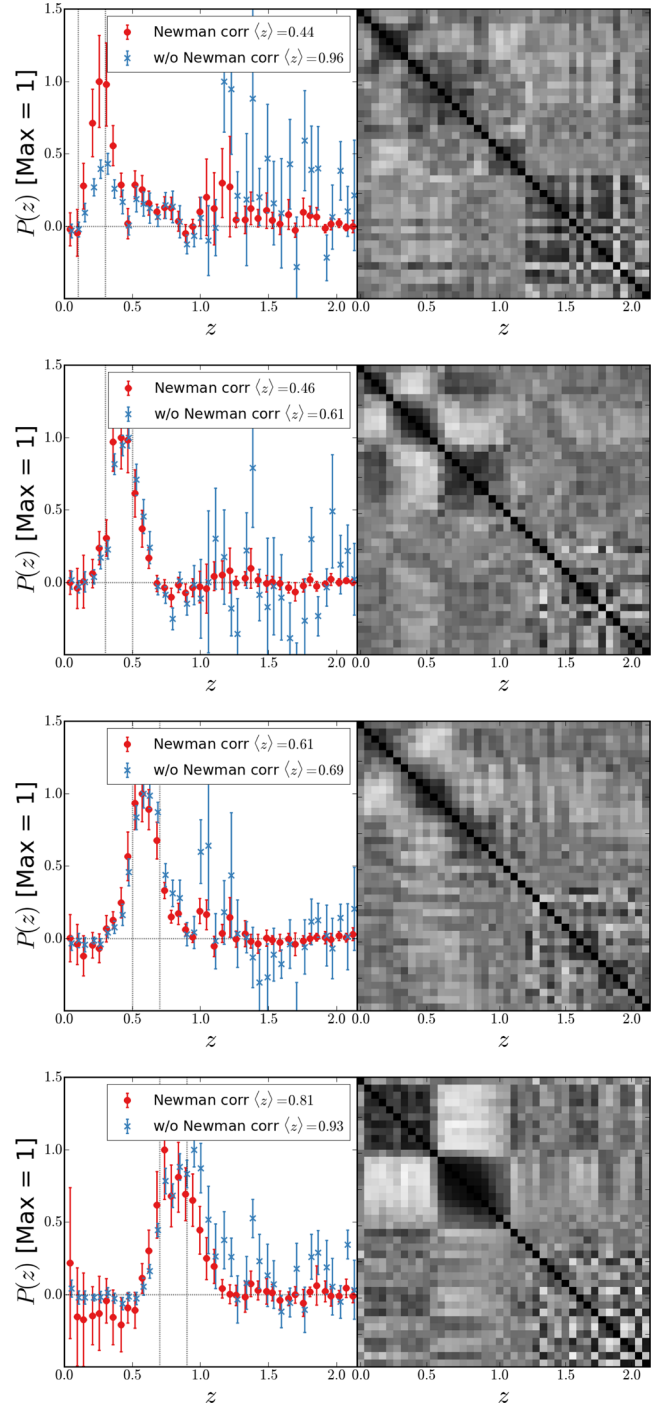 1.5
1.0
0.5
0.0
P(z) [Max = 1]
Newman corr ⟨z⟩=0.44
w/o Newman corr ⟨z⟩=0.96
0.0 0.5 1.0 1.5 2.0 0.0 0.5 1.0 1.5 2.0
z z
1.5
1.0
0.5
0.0
P(z) [Max = 1]
Newman corr ⟨z⟩=0.46
w/o Newman corr ⟨z⟩=0.61
0.0 0.5 1.0 1.5 2.0 0.0 0.5 1.0 1.5 2.0
z z
1.5
1.0
0.5
0.0
P(z) [Max = 1]
Newman corr ⟨z⟩=0.61
w/o Newman corr ⟨z⟩=0.69
0.0 0.5 1.0 1.5 2.0 0.0 0.5 1.0 1.5 2.0
z z
1.5
1.0
0.5
0.0
P(z) [Max = 1]
Newman corr ⟨z⟩=0.81
w/o Newman corr ⟨z⟩=0.93
0.0 0.5 1.0 1.5 2.0 0.0 0.5 1.0 1.5 2.0
z z